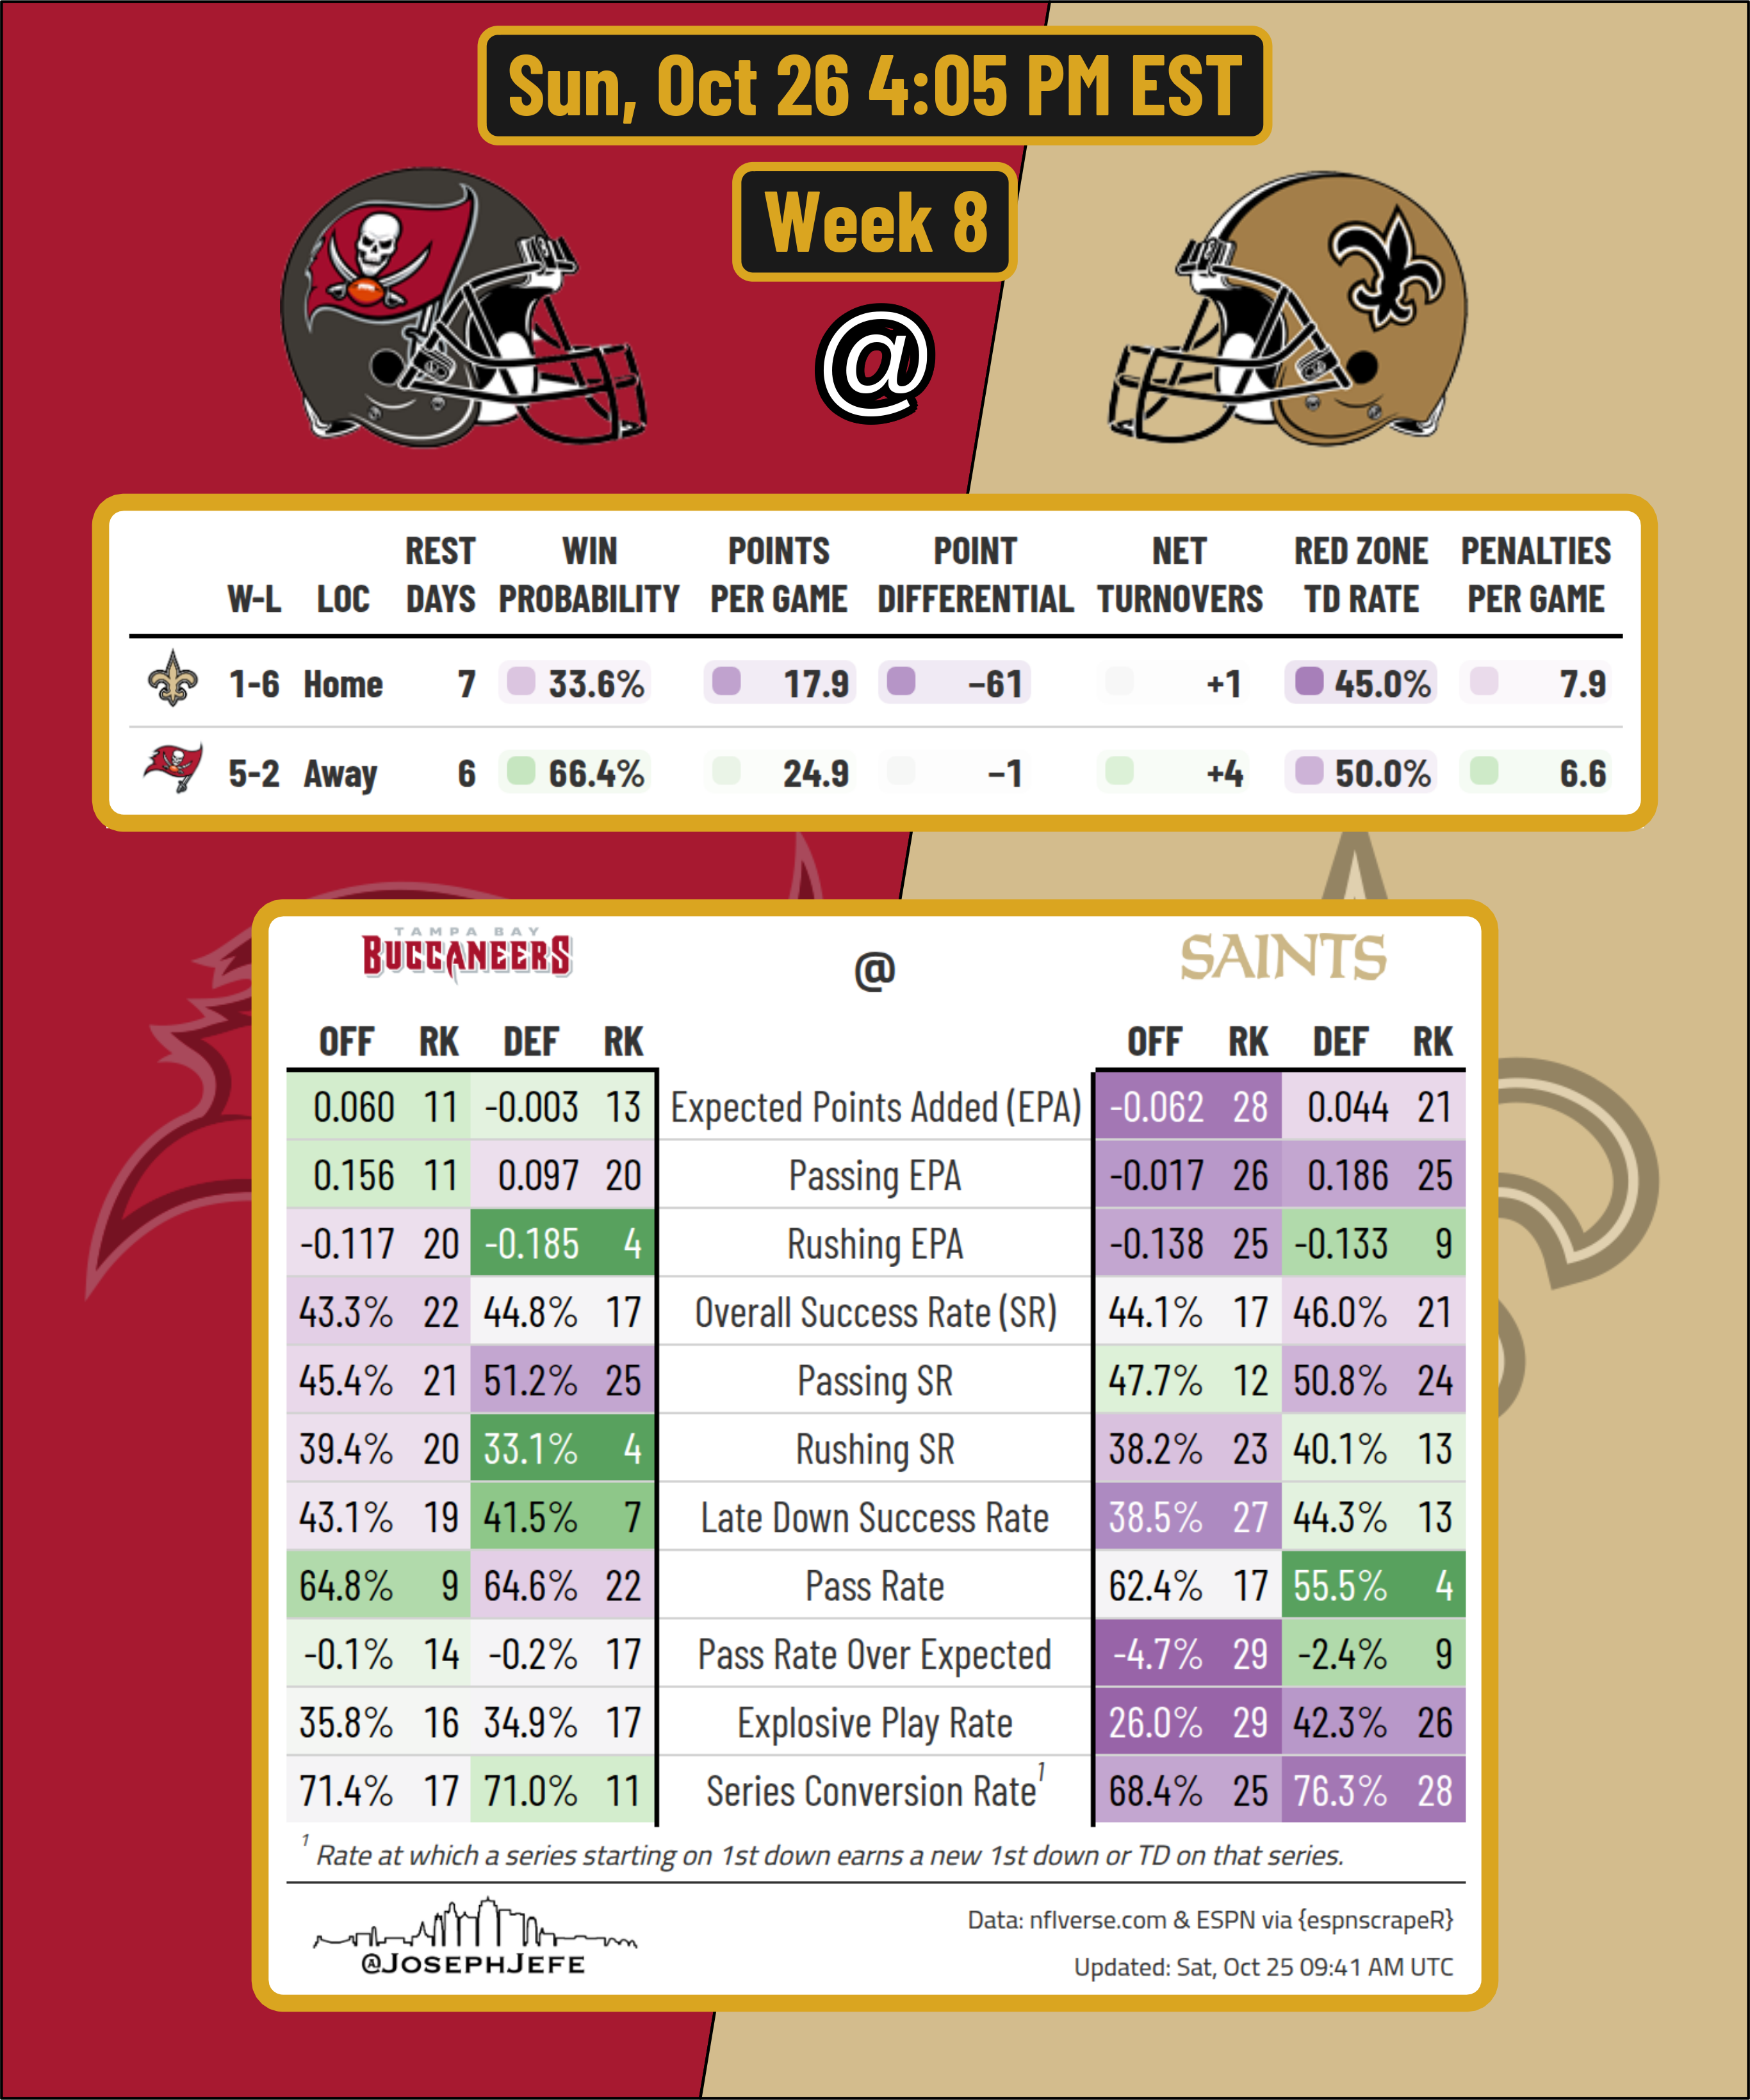 Sun, Oct 26 4:05 PM EST
Week 8
@
W-L LOC REST DAYS WIN PROBABILITY POINTS PER GAME POINT DIFFERENTIAL NET TURNOVERS RED ZONE TD RATE PENALTIES PER GAME
1-6 Home 7 33.6% 17.9 −61 +1 45.0% 7.9
5-2 Away 6 66.4% 24.9 −1 +4 50.0% 6.6
TAMPA BAY
BUCCANEERS @ SAINTS
OFF RK DEF RK OFF RK DEF RK
0.060 11 -0.003 13 Expected Points Added (EPA) -0.062 28 0.044 21
0.156 11 0.097 20 Passing EPA -0.017 26 0.186 25
-0.117 20 -0.185 4 Rushing EPA -0.138 25 -0.133 9
43.3% 22 44.8% 17 Overall Success Rate (SR) 44.1% 17 46.0% 21
45.4% 21 51.2% 25 Passing SR 47.7% 12 50.8% 24
39.4% 20 33.1% 4 Rushing SR 38.2% 23 40.1% 13
43.1% 19 41.5% 7 Late Down Success Rate 38.5% 27 44.3% 13
64.8% 9 64.6% 22 Pass Rate 62.4% 17 55.5% 4
-0.1% 14 -0.2% 17 Pass Rate Over Expected -4.7% 29 -2.4% 9
35.8% 16 34.9% 17 Explosive Play Rate 26.0% 29 42.3% 26
71.4% 17 71.0% 11 Series Conversion Rate¹ 68.4% 25 76.3% 28
¹ Rate at which a series starting on 1st down earns a new 1st down or TD on that series.
@JOSEPHJEFE
Data: nflverse.com & ESPN via {espnscrapeR}
Updated: Sat, Oct 25 09:41 AM UTC